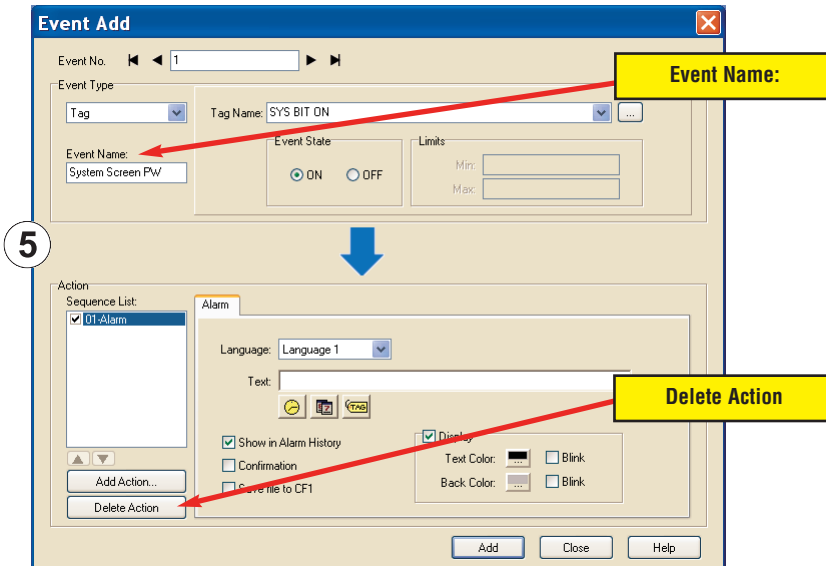 Event Add
Event No. 1
Event Name:
Event Type
Tag
Tag Name: SYS BIT ON
...
Event Name:
System Screen PW
Event State
ON OFF
Limits
Min:
Max:
5
Action
Sequence List:
01-Alarm
Alarm
Language: Language 1
Text:
TAG
Delete Action
Show in Alarm History
Confirmation
Save file to CF1
Display
Text Color: ... Blink
Back Color: ... Blink
Add Action...
Delete Action
Add Close Help